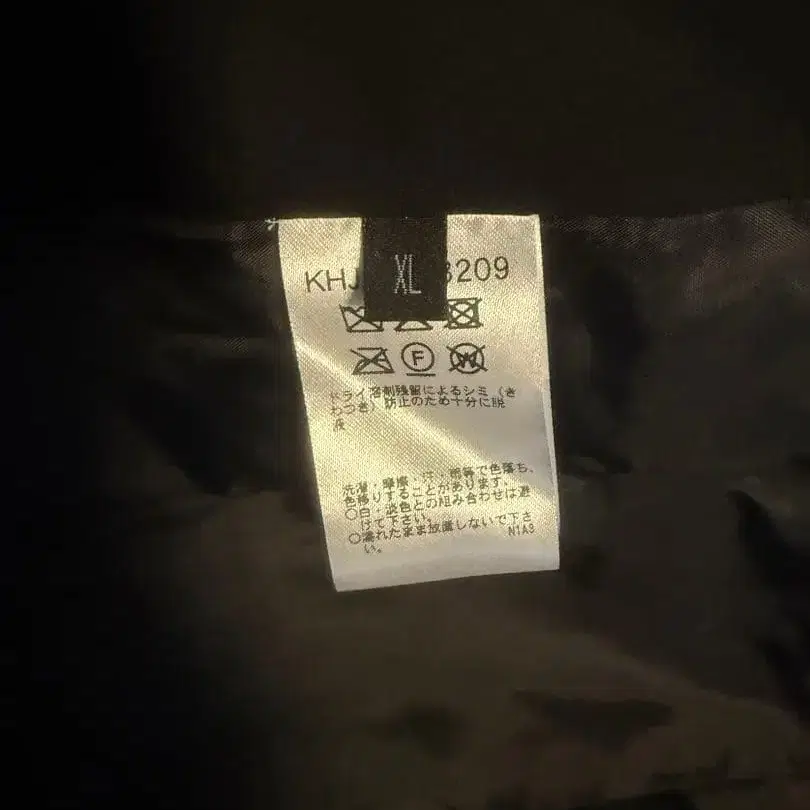 KHJ 3209
XL
F
W
ドライ溶剤残留によるシミ（き
わつき）防止のため十分に脱
液
洗濯・摩擦・汗・雨等で色落ち、
色移りすることがあります。
○白・淡色との組み合わせは避
けて下さい。
○濡れたまま放置しないで下さ
い。 N1A3